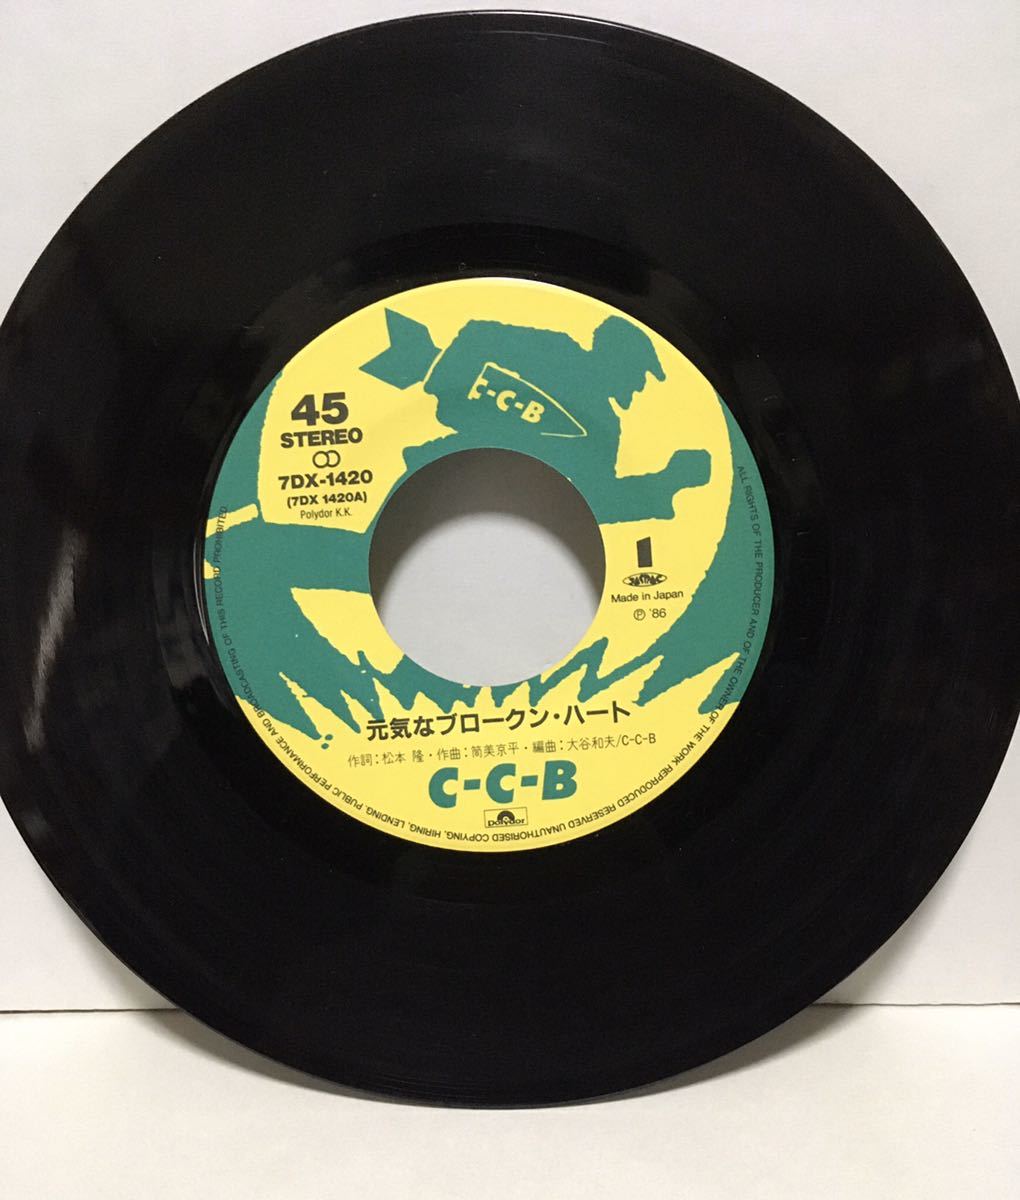 C-C-B
45
STEREO
7DX-1420
(7DX 1420A)
Polydor K.K.
1
Made in Japan
Ⓟ '86
元気なブロークン・ハート
作詞:松本 隆・作曲:筒美京平・編曲:大谷和夫/C-C-B
C-C-B
Polydor
ALL RIGHTS OF THE PRODUCER AND OF THE OWNER OF THE WORK REPRODUCED RESERVED UNAUTHORISED COPYING, HIRING, LENDING, PUBLIC PERFORMANCE AND BROADCASTING OF THIS RECORD PROHIBITED